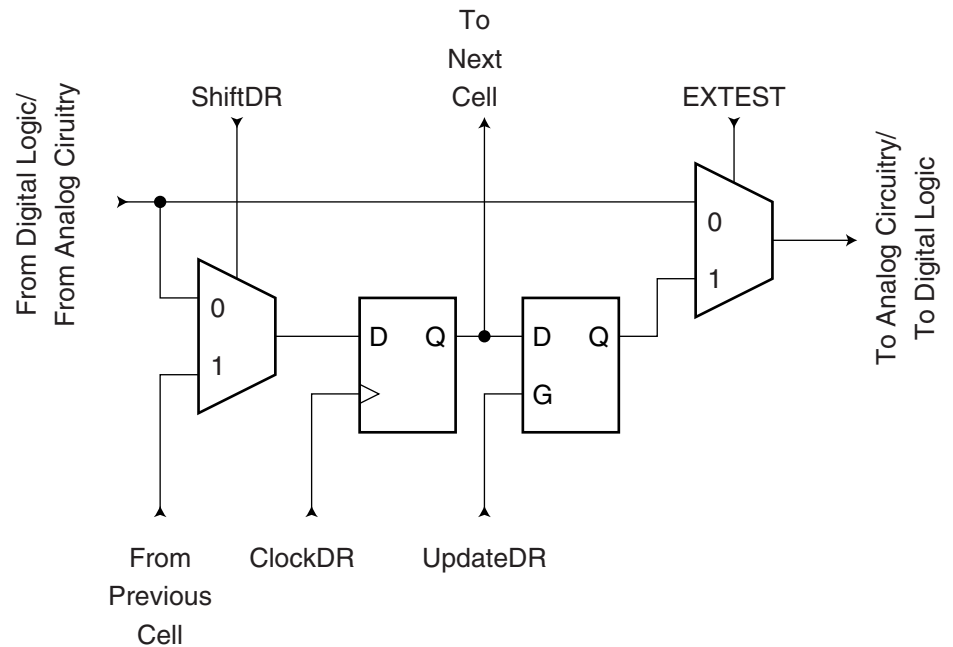 To
Next
Cell
ShiftDR
EXTEST
From Digital Logic/
From Analog Ciruitry
To Analog Circuitry/
To Digital Logic
0
1
0
1
D
Q
D
Q
G
From
Previous
Cell
ClockDR
UpdateDR